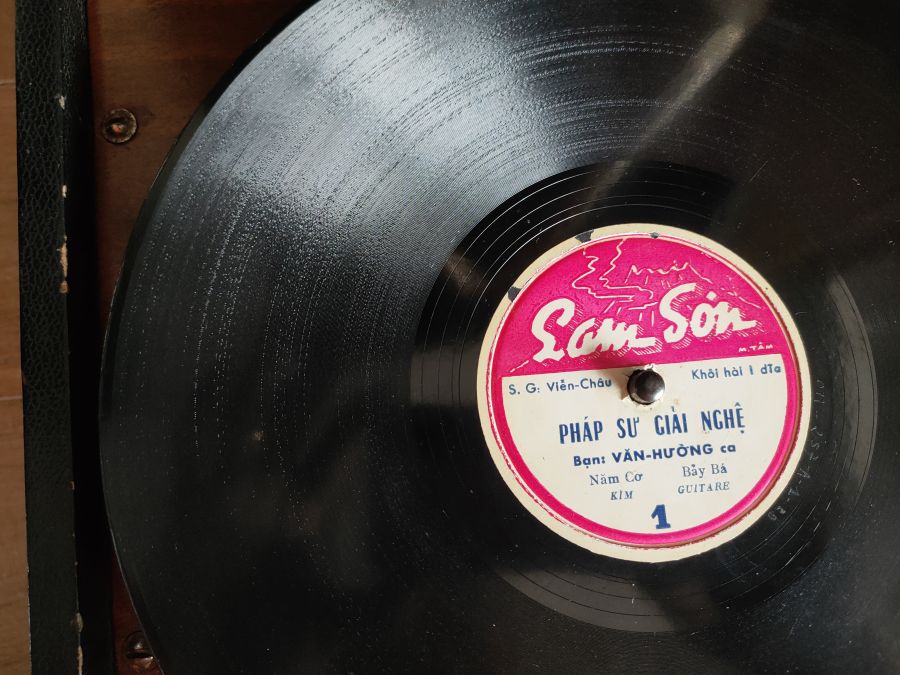 Lam Sơn
M. TÂM
S. G: Viễn-Châu
Khôi hài 1 dĩa
PHÁP SƯ GIẢI NGHỆ
Bạn: VĂN-HƯỜNG ca
Năm Cơ Bảy Bá
KÌM GUITARE
1